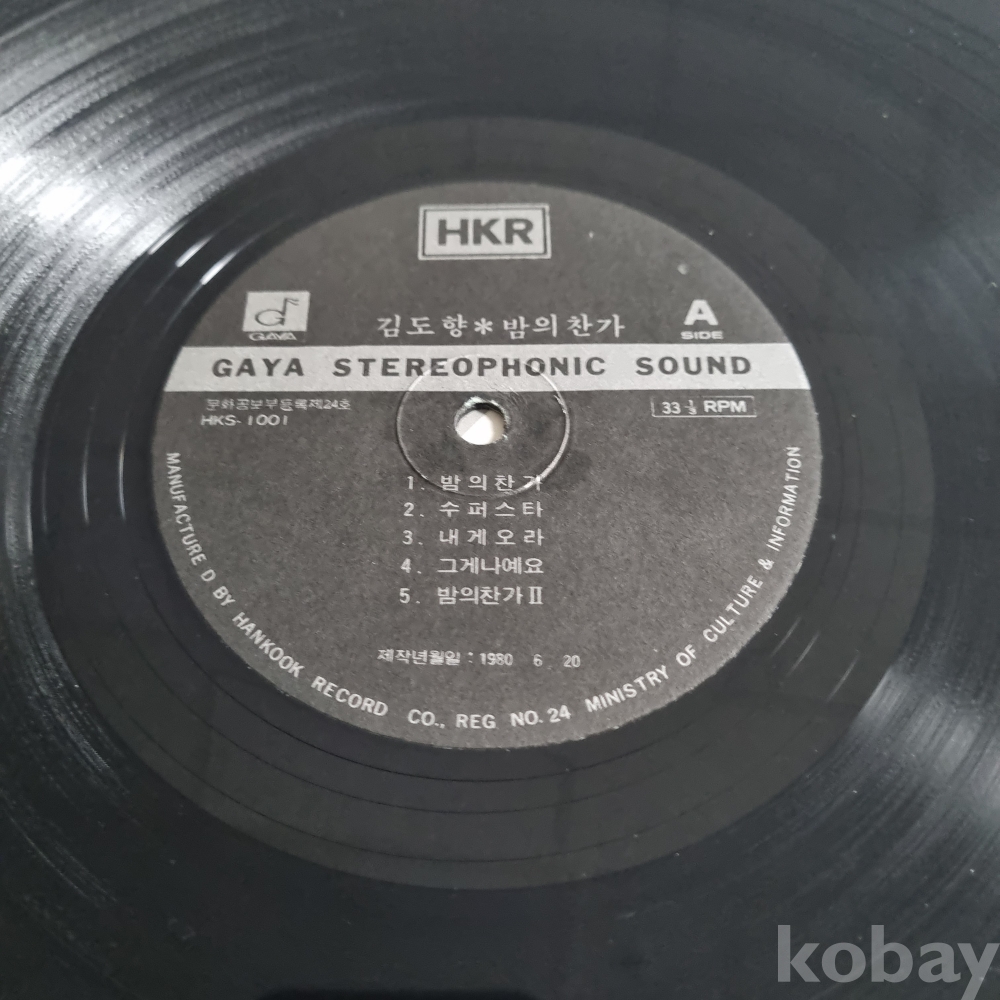 HKR
GAYA
김도향*밤의찬가
A
SIDE
GAYA STEREOPHONIC SOUND
문화공보부등록제24호
HKS-1001
33 1/3 RPM
1. 밤의찬가
2. 수퍼스타
3. 내게오라
4. 그게나예요
5. 밤의찬가 II
제작년월일 : 1980 6. 20
MANUFACTURE D BY HANKOOK RECORD CO., REG NO. 24 MINISTRY OF CULTURE & INFORMATION
kobay